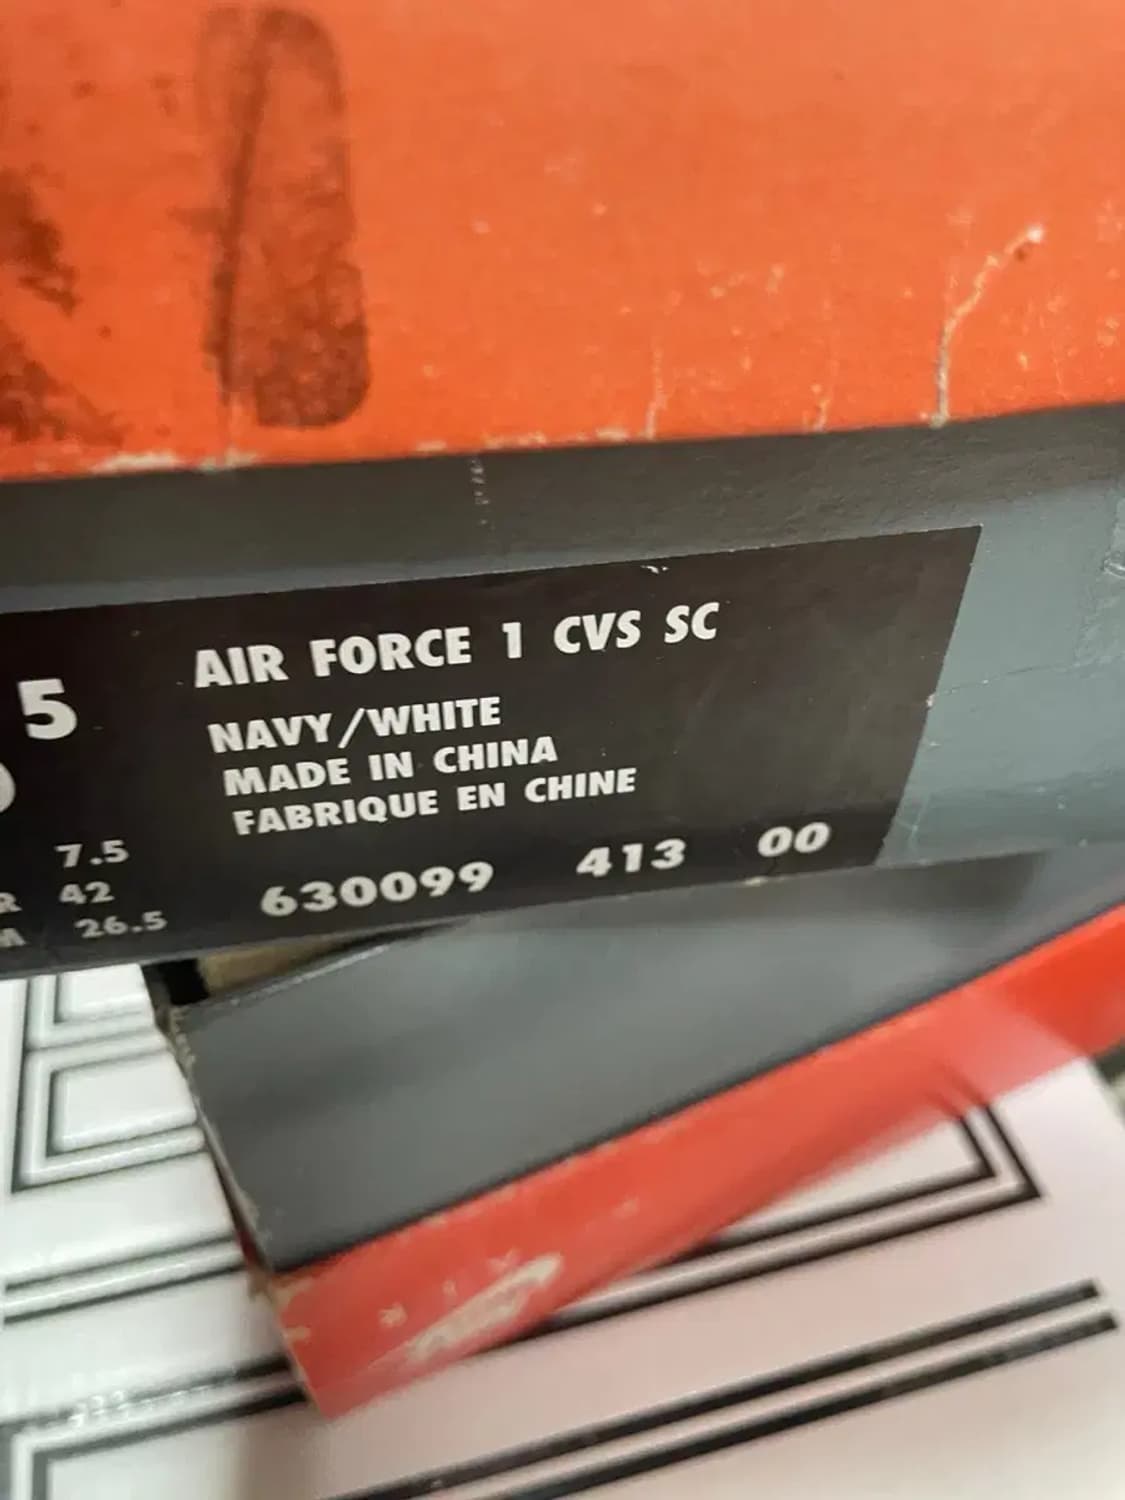 AIR FORCE 1 CVS SC
5
NAVY/WHITE
MADE IN CHINA
FABRIQUE EN CHINE
7.5
42
26.5
630099 413 00